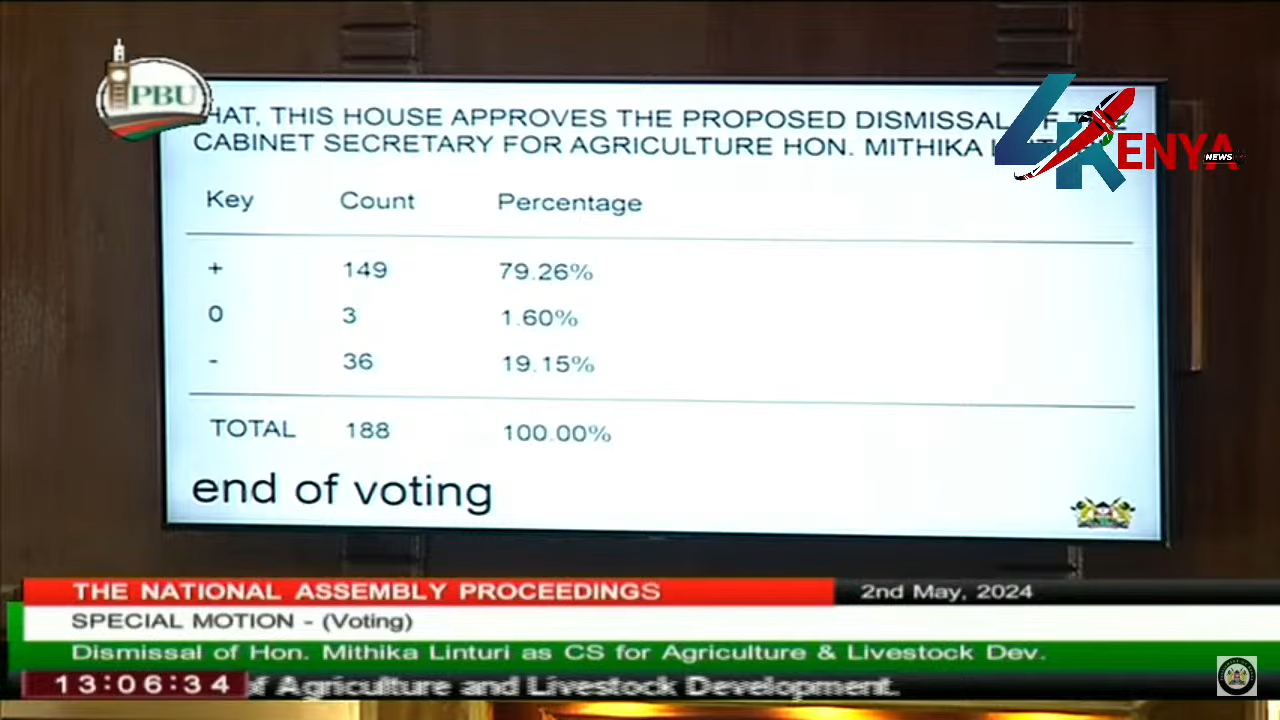 PBU
HAT, THIS HOUSE APPROVES THE PROPOSED DISMISSAL
CABINET SECRETARY FOR AGRICULTURE HON. MITHIKA
4KENYA
NEWS
Key Count Percentage
+ 149 79.26%
0 3 1.60%
- 36 19.15%
TOTAL 188 100.00%
end of voting
THE NATIONAL ASSEMBLY PROCEEDINGS 2nd May, 2024
SPECIAL MOTION - (Voting)
Dismissal of Hon. Mithika Linturi as CS for Agriculture & Livestock Dev.
13:06:34 of Agriculture and Livestock Development.